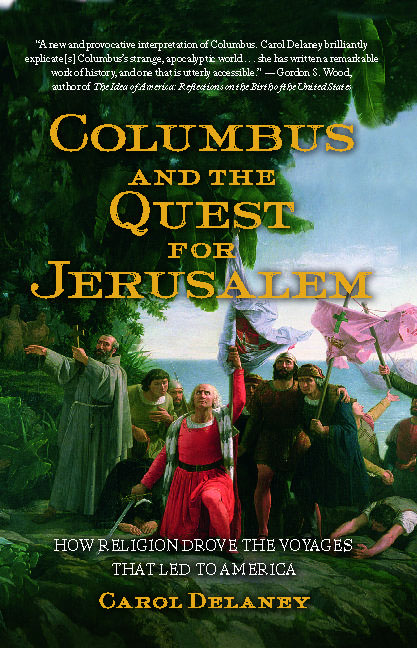 “A new and provocative interpretation of Columbus. Carol Delaney brilliantly
explicate[s] Columbus’s strange, apocalyptic world . . . she has written a remarkable
work of history, and one that is utterly accessible.” —Gordon S. Wood,
author of The Idea of America: Reflections on the Birth of the United States
COLUMBUS
AND THE
QUEST
FOR
JERUSALEM
HOW RELIGION DROVE THE VOYAGES
THAT LED TO AMERICA
CAROL DELANEY